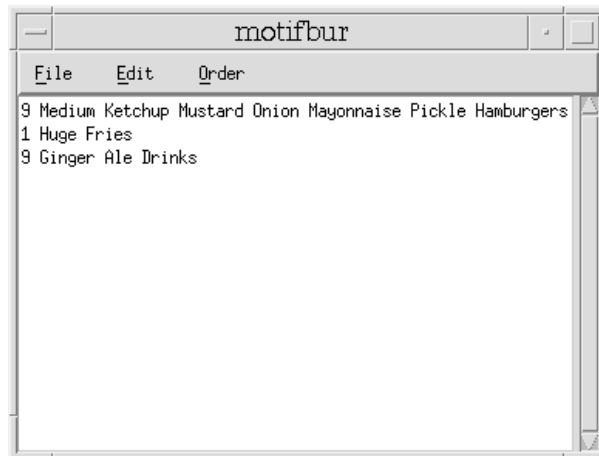 motifbur
File Edit Order
9 Medium Ketchup Mustard Onion Mayonnaise Pickle Hamburgers
1 Huge Fries
9 Ginger Ale Drinks